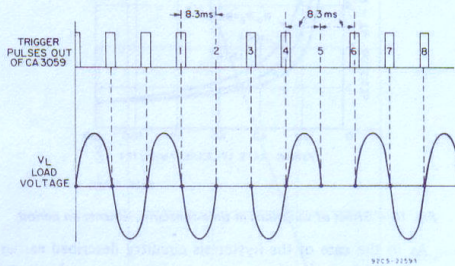 8.3ms
8.3ms
TRIGGER
PULSES OUT
OF CA3059
1 2 3 4 5 6 7 8
VL
LOAD
VOLTAGE
92CS-22591